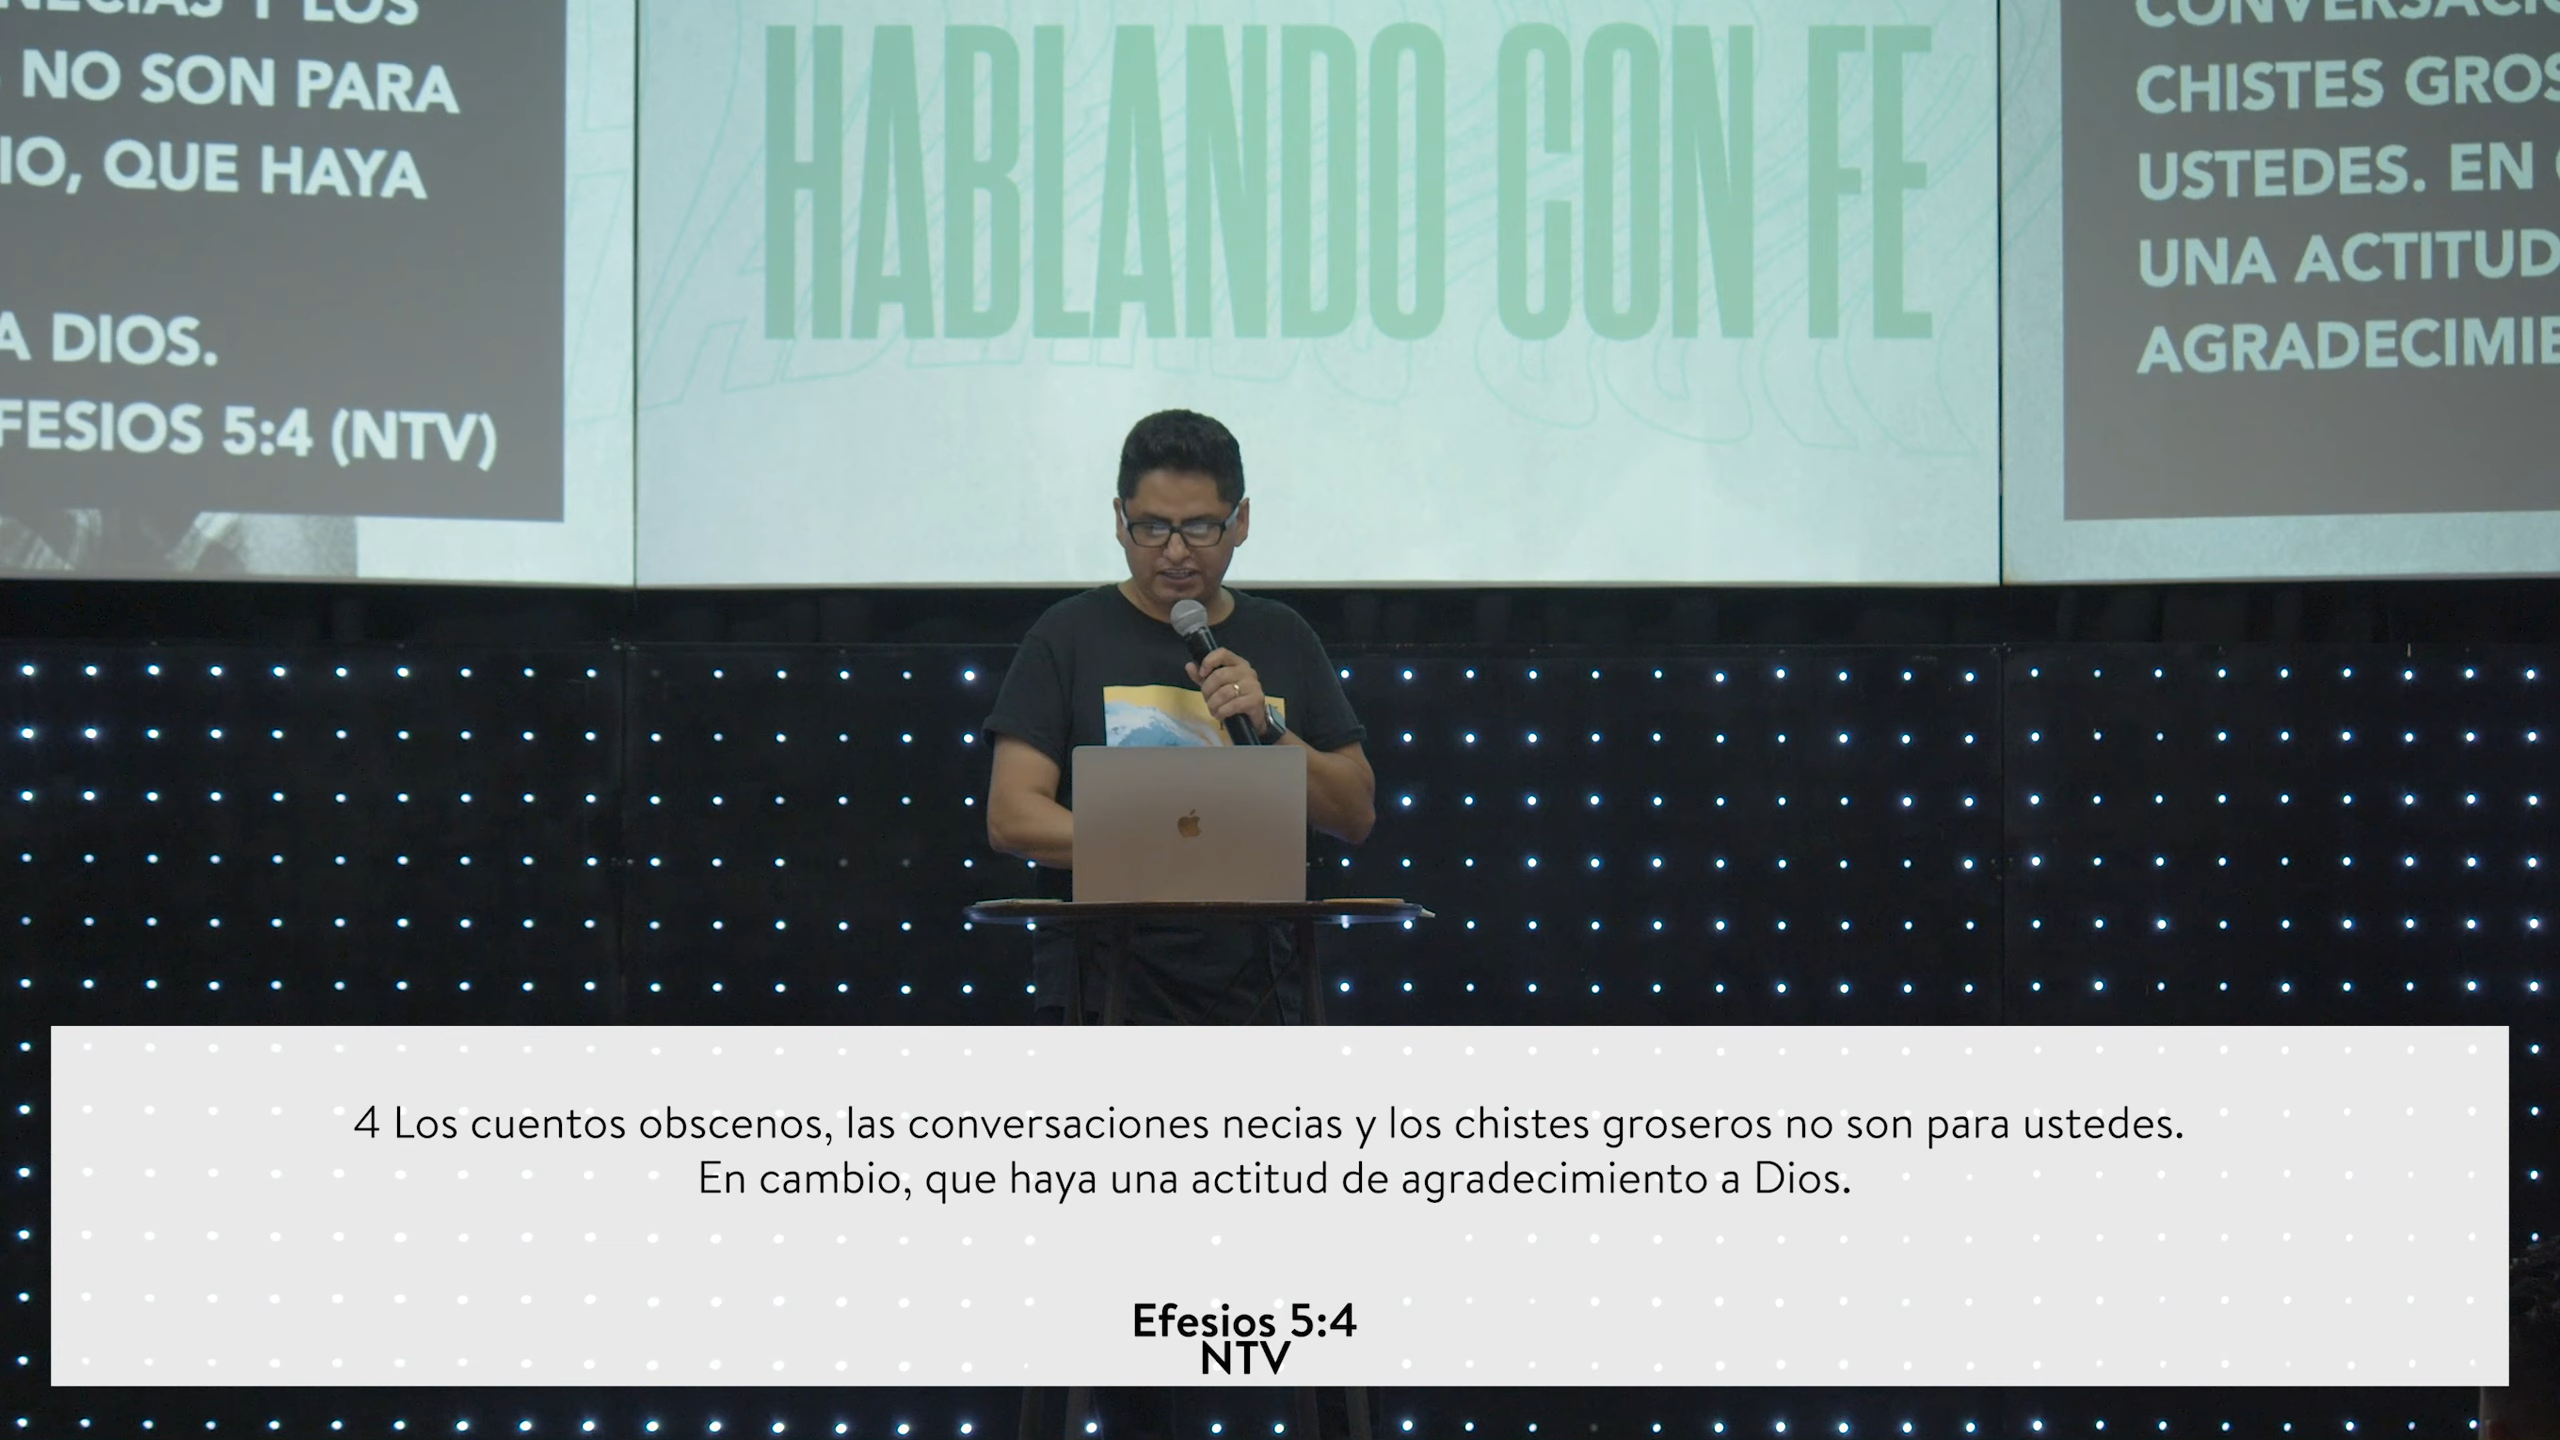 NECIAS Y LOS
NO SON PARA
IO, QUE HAYA
A DIOS.
FESIOS 5:4 (NTV)
HABLANDO CON FE
CONVERSACI
CHISTES GROS
USTEDES. EN
UNA ACTITUD
AGRADECIMIE
4 Los cuentos obscenos, las conversaciones necias y los chistes groseros no son para ustedes.
En cambio, que haya una actitud de agradecimiento a Dios.
Efesios 5:4
NTV